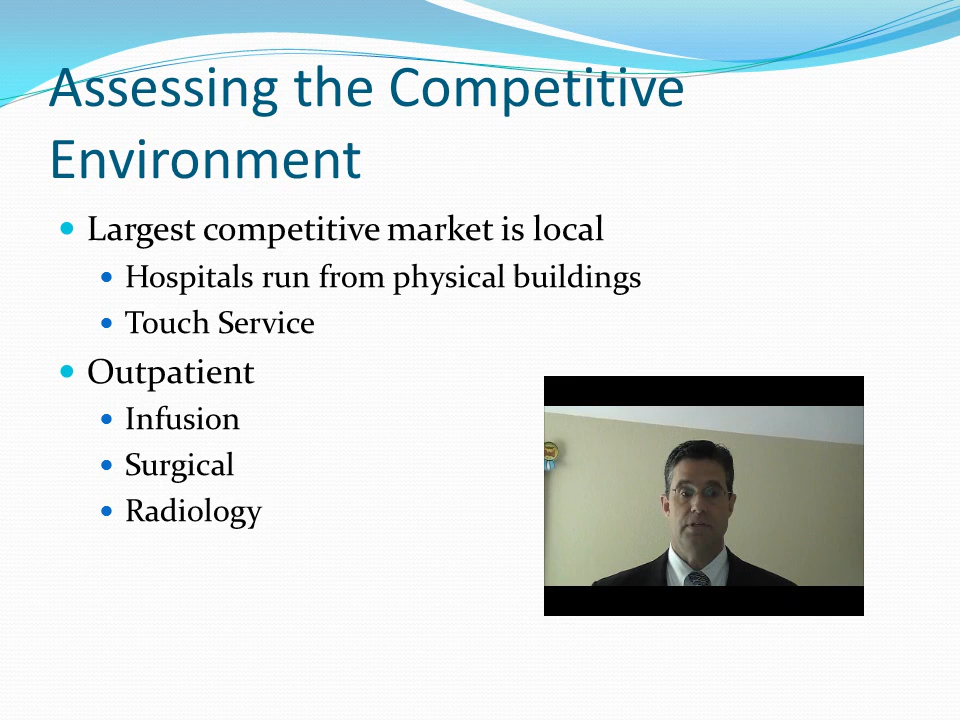 Assessing the Competitive
Environment
Largest competitive market is local
Hospitals run from physical buildings
Touch Service
Outpatient
Infusion
Surgical
Radiology